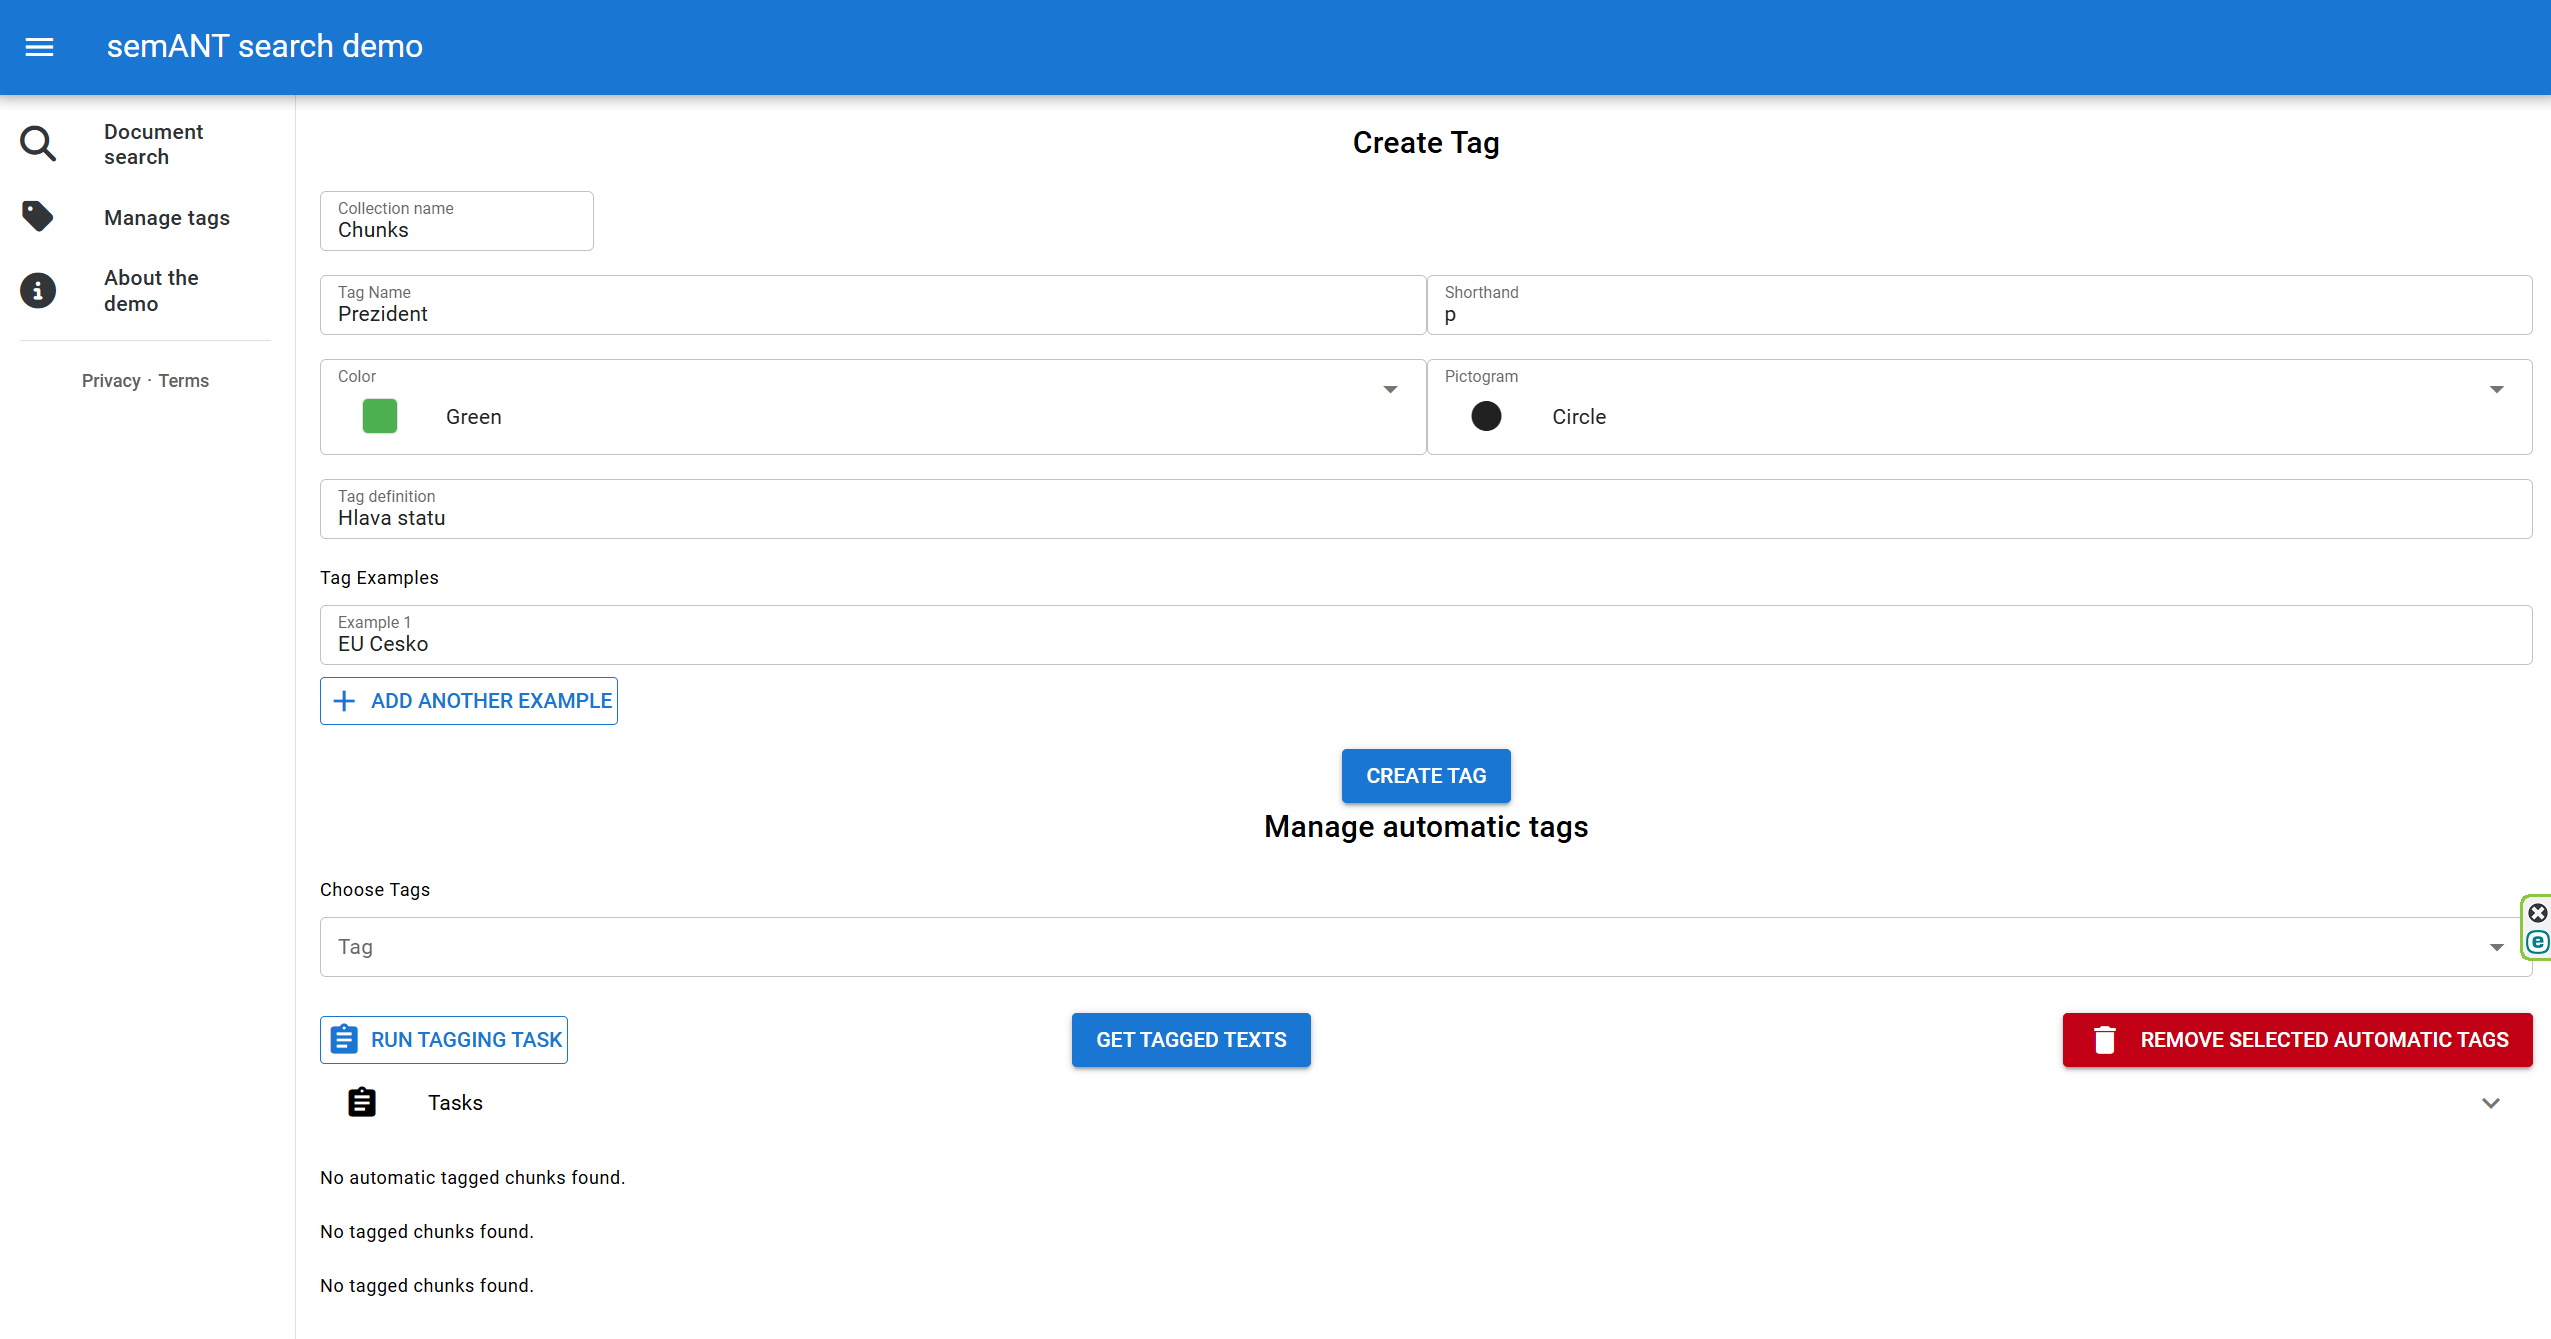 semANT search demo
Document
search
Manage tags
About the
demo
Privacy · Terms
Create Tag
Collection name
Chunks
Tag Name
Prezident
Shorthand
p
Color
Green
Pictogram
Circle
Tag definition
Hlava statu
Tag Examples
Example 1
EU Cesko
ADD ANOTHER EXAMPLE
CREATE TAG
Manage automatic tags
Choose Tags
Tag
RUN TAGGING TASK
GET TAGGED TEXTS
REMOVE SELECTED AUTOMATIC TAGS
Tasks
No automatic tagged chunks found.
No tagged chunks found.
No tagged chunks found.